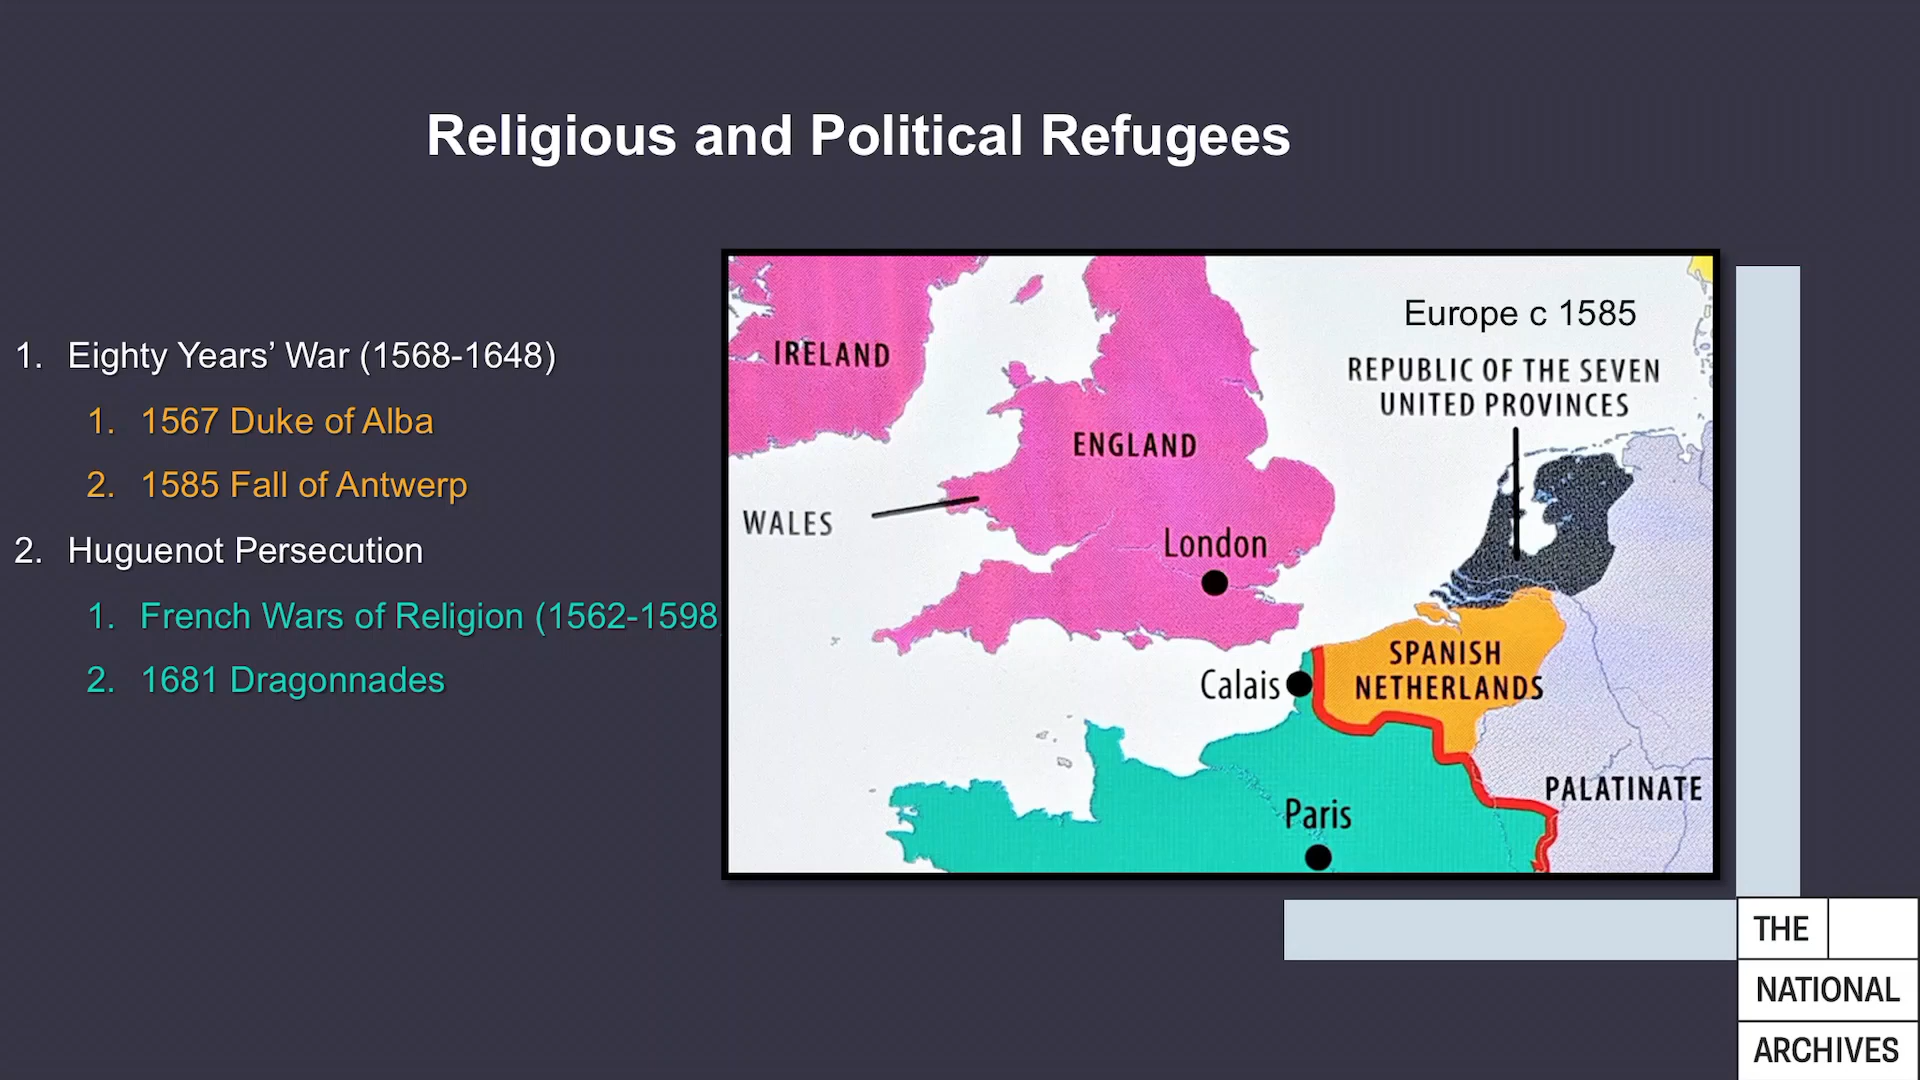 Religious and Political Refugees
1. Eighty Years’ War (1568-1648)
1. 1567 Duke of Alba
2. 1585 Fall of Antwerp
2. Huguenot Persecution
1. French Wars of Religion (1562-1598
2. 1681 Dragonnades
Europe c 1585
REPUBLIC OF THE SEVEN
UNITED PROVINCES
IRELAND
ENGLAND
WALES
London
SPANISH
NETHERLANDS
Calais
PALATINATE
Paris
THE
NATIONAL
ARCHIVES